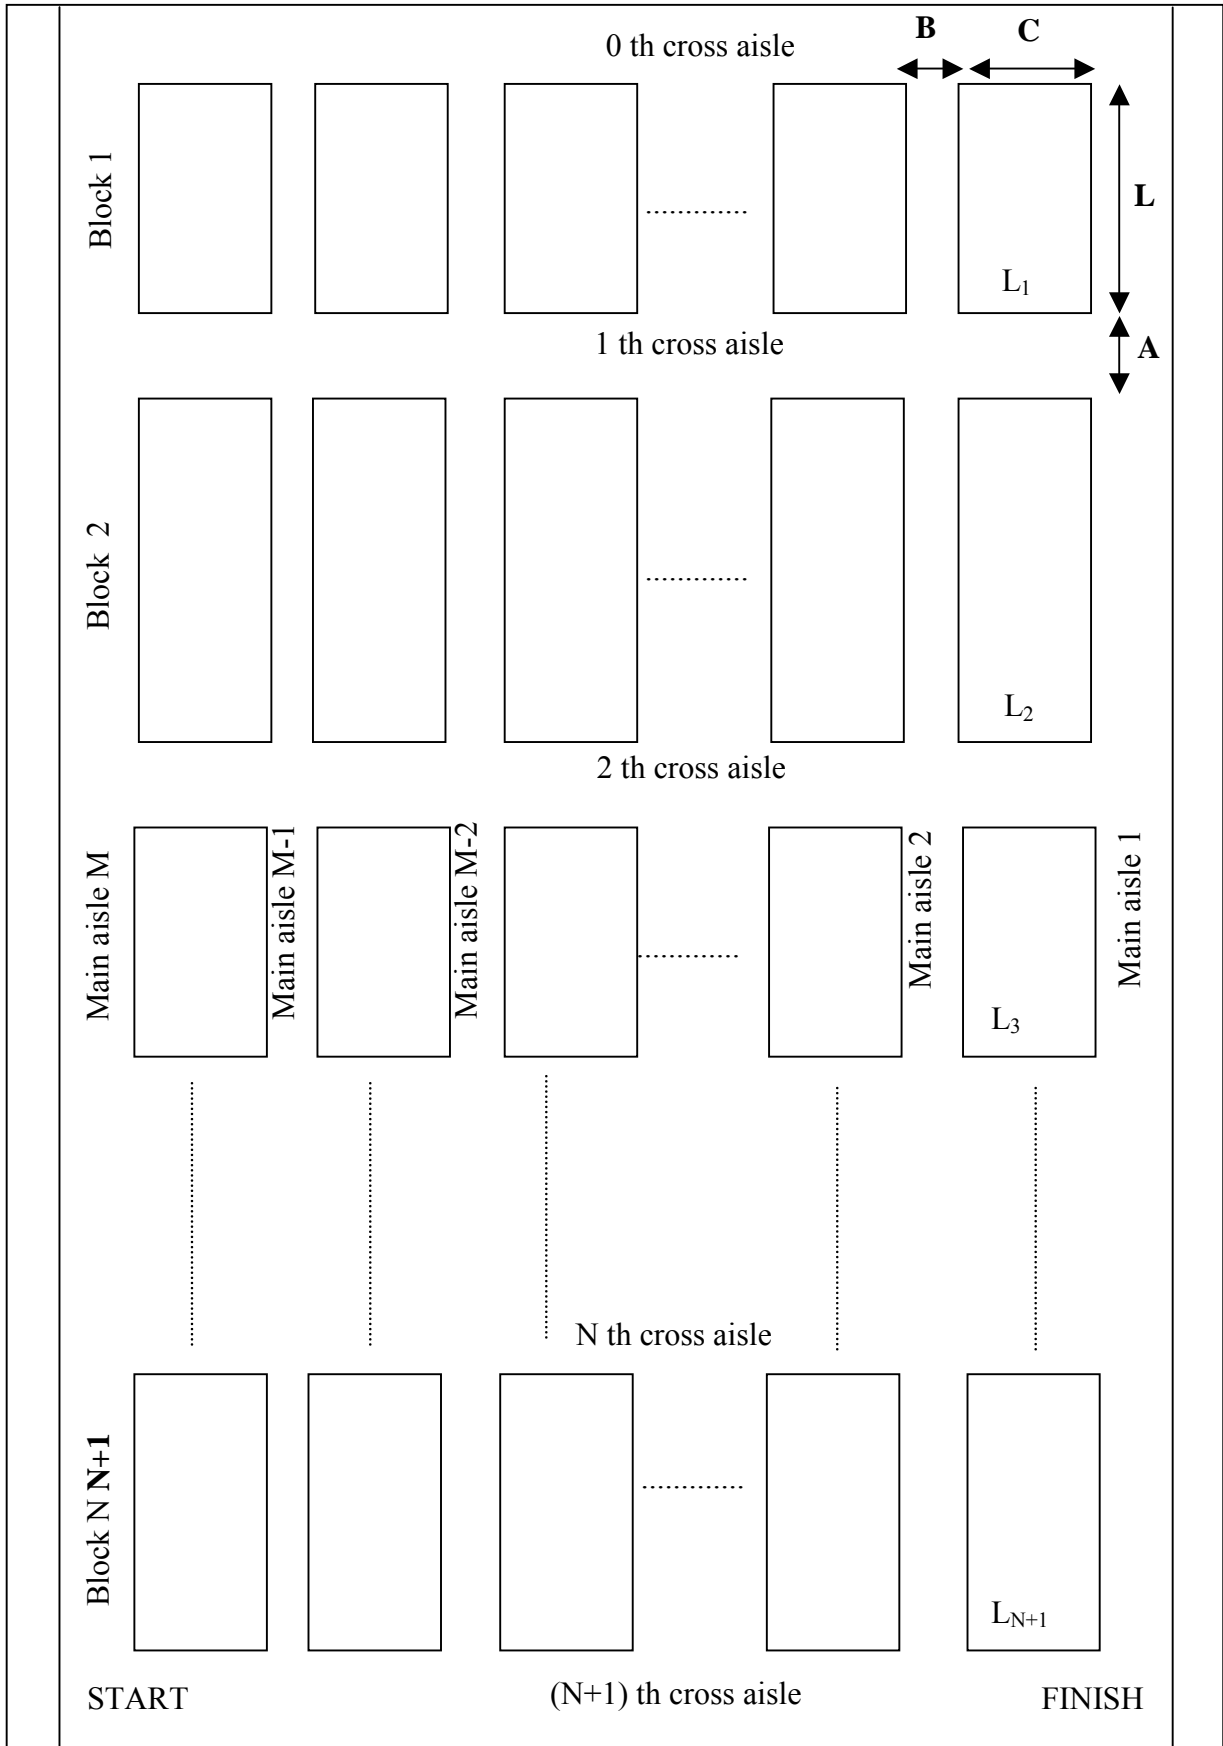 0 th cross aisle
B
C
Block 1
L
L1
1 th cross aisle
A
Block 2
L2
2 th cross aisle
Main aisle M
Main aisle M-1
Main aisle M-2
Main aisle 2
Main aisle 1
L3
N th cross aisle
Block N N+1
LN+1
START
(N+1) th cross aisle
FINISH